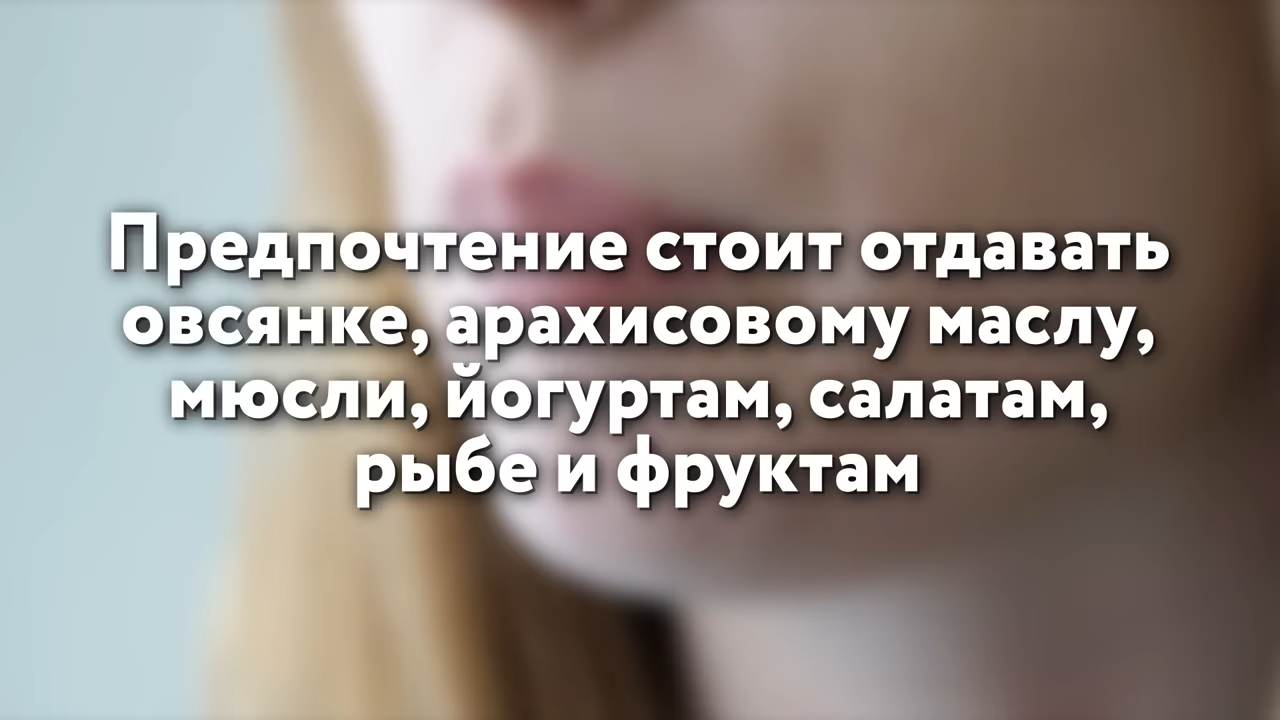 Предпочтение стоит отдавать
овсянке, арахисовому маслу,
мюсли, йогуртам, салатам,
рыбе и фруктам